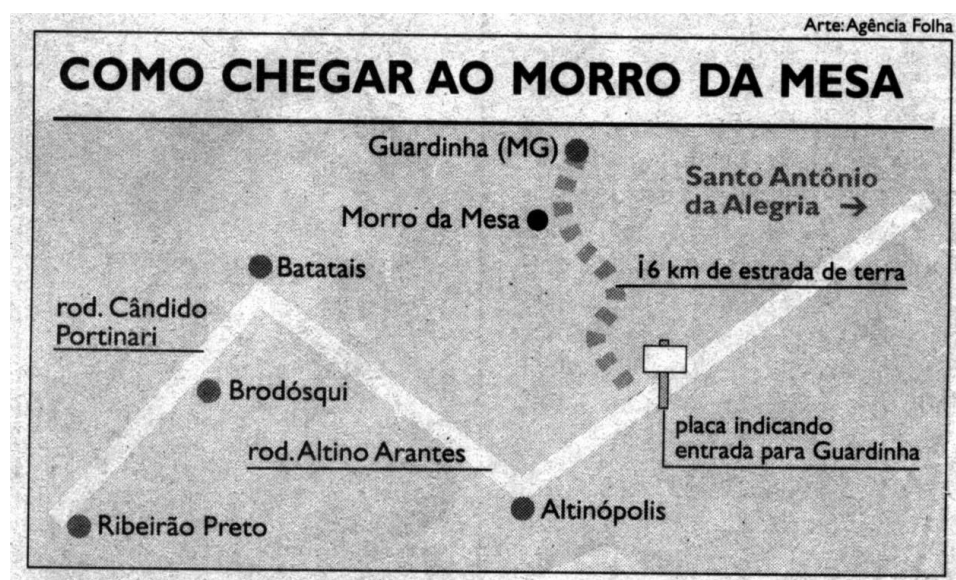 Arte:Agência Folha
COMO CHEGAR AO MORRO DA MESA
Guardinha (MG)
Santo Antônio
da Alegria →
Morro da Mesa
Batatais
16 km de estrada de terra
rod. Cândido
Portinari
Brodósqui
placa indicando
entrada para Guardinha
rod. Altino Arantes
Altinópolis
Ribeirão Preto